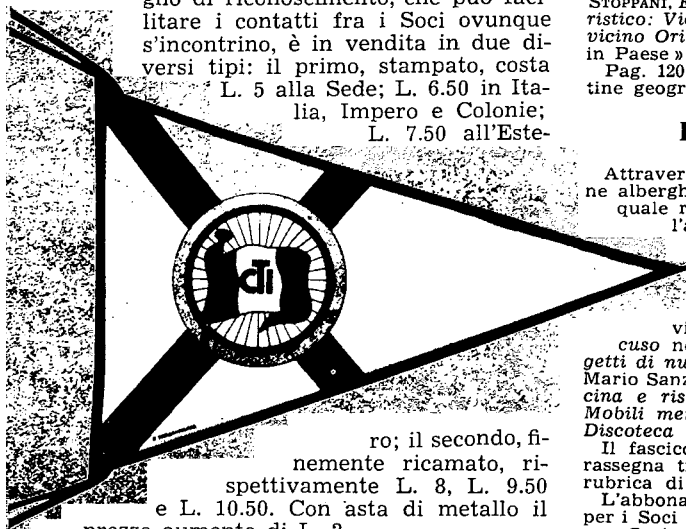 gno di riconoscimento, che può faci-
litare i contatti fra i Soci ovunque
s'incontrino, è in vendita in due di-
versi tipi: il primo, stampato, costa
L. 5 alla Sede; L. 6.50 in Ita-
lia, Impero e Colonie;
L. 7.50 all'Este-
CTI
ro; il secondo, fi-
nemente ricamato, ri-
spettivamente L. 8, L. 9.50
e L. 10.50. Con asta di metallo il
prezzo aumenta di L. 2
STOPPANI,
ristico: Vi
vicino Ori
in Paese »
Pag. 120
tine geogr
Attraver
ne albergh
quale
l'a
vi
cuso n
getti di nu
Mario Sanz
cina e ris
Mobili me
Discoteca
Il fascico
rassegna t
rubrica di
L'abbona
per i Soci